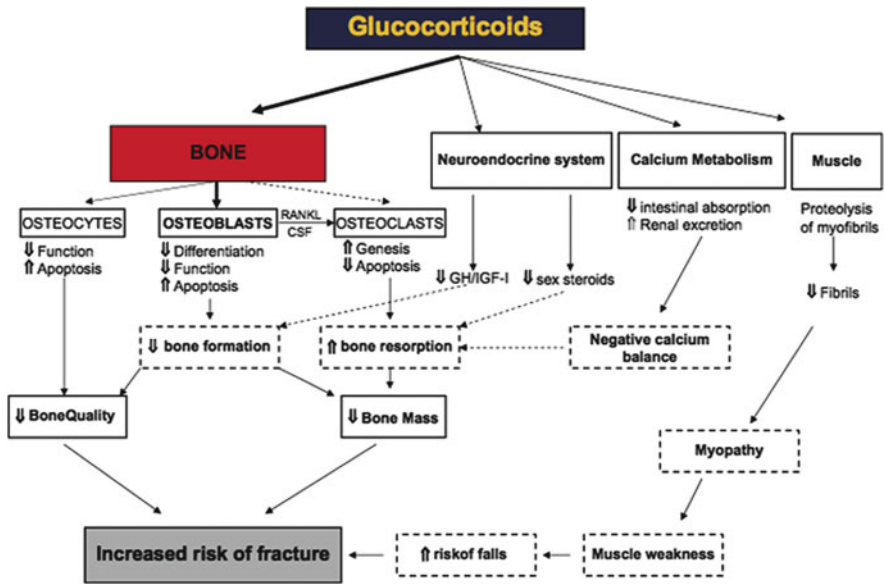 Glucocorticoids
BONE
Neuroendocrine system
Calcium Metabolism
Muscle
OSTEOCYTES
⇓ Function
⇑ Apoptosis
OSTEOBLASTS
⇓ Differentiation
⇓ Function
⇑ Apoptosis
RANKL
CSF
OSTEOCLASTS
⇑ Genesis
⇓ Apoptosis
⇓ intestinal absorption
⇑ Renal excretion
Proteolysis
of myofibrils
⇓ GH/IGF-I
⇓ sex steroids
⇓ Fibrils
⇓ bone formation
⇑ bone resorption
Negative calcium
balance
⇓ BoneQuality
⇓ Bone Mass
Myopathy
Increased risk of fracture
⇑ riskof falls
Muscle weakness